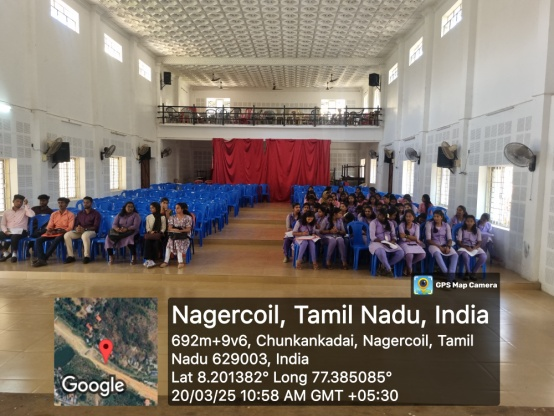 GPS Map Camera
Nagercoil, Tamil Nadu, India
692m+9v6, Chunkankadai, Nagercoil, Tamil
Nadu 629003, India
Lat 8.201382° Long 77.385085°
20/03/25 10:58 AM GMT +05:30
Google